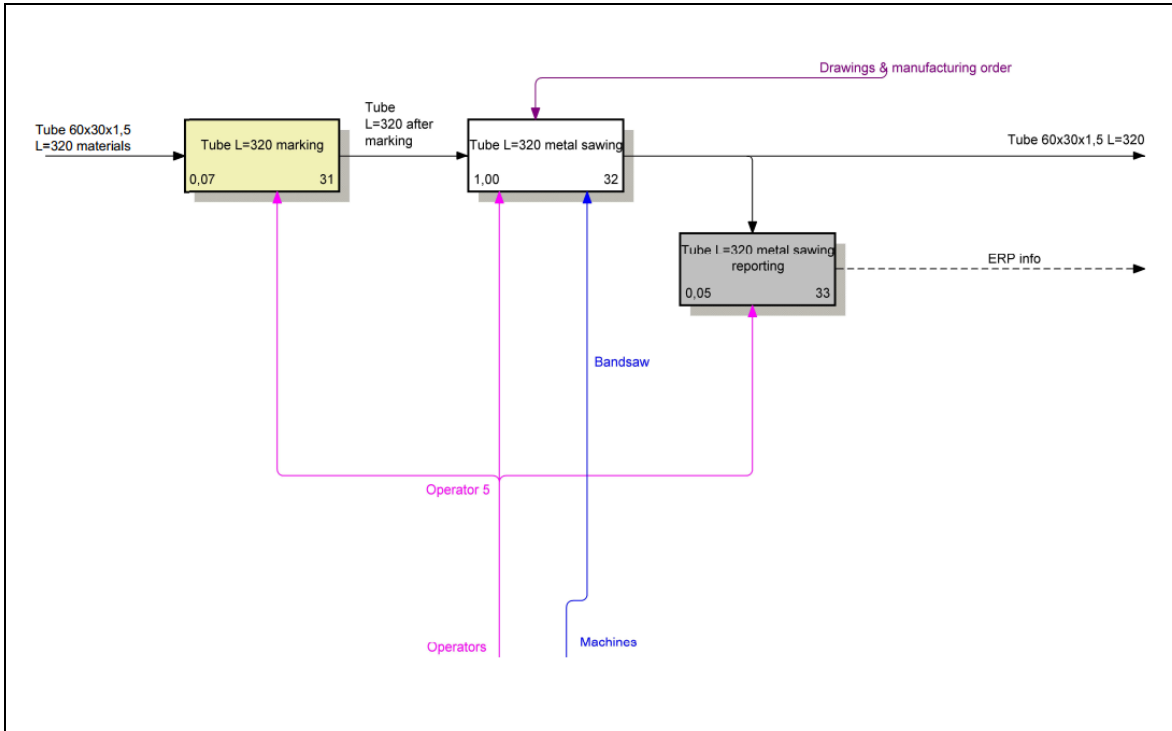 Drawings & manufacturing order
Tube 60x30x1,5
L=320 materials
Tube L=320 marking
0,07 31
Tube
L=320 after
marking
Tube L=320 metal sawing
1,00 32
Tube 60x30x1,5 L=320
Tube L=320 metal sawing
reporting
0,05 33
ERP info
Bandsaw
Operator 5
Operators
Machines